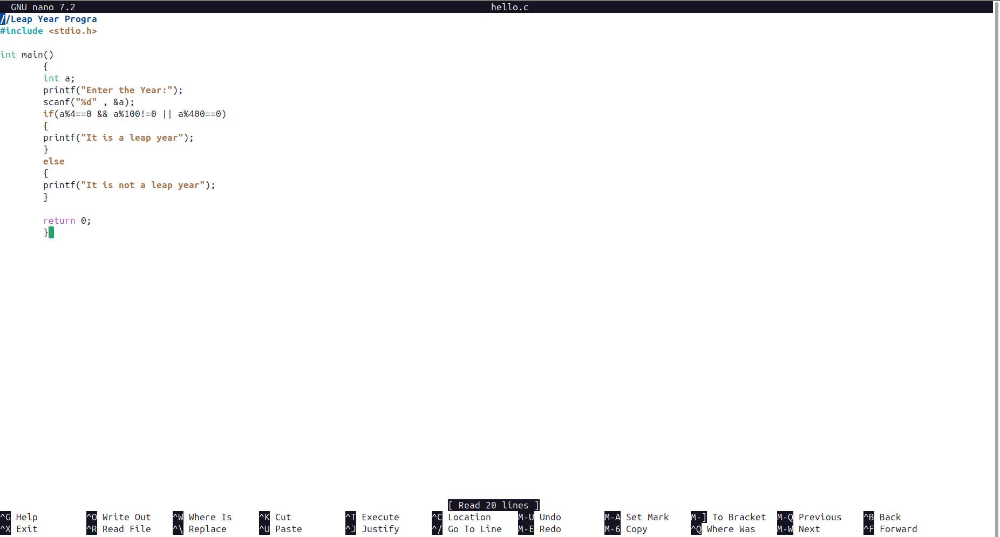 GNU nano 7.2 hello.c
//Leap Year Progra
#include <stdio.h>

int main()
        {
        int a;
        printf("Enter the Year:");
        scanf("%d" , &a);
        if(a%4==0 && a%100!=0 || a%400==0)
        {
        printf("It is a leap year");
        }
        else
        {
        printf("It is not a leap year");
        }

        return 0;
        }
[ Read 20 lines ]
^G Help ^O Write Out ^W Where Is ^K Cut ^T Execute ^C Location M-U Undo M-A Set Mark M-] To Bracket M-Q Previous ^B Back
^X Exit ^R Read File ^\ Replace ^U Paste ^J Justify ^/ Go To Line M-E Redo M-6 Copy ^Q Where Was M-W Next ^F Forward